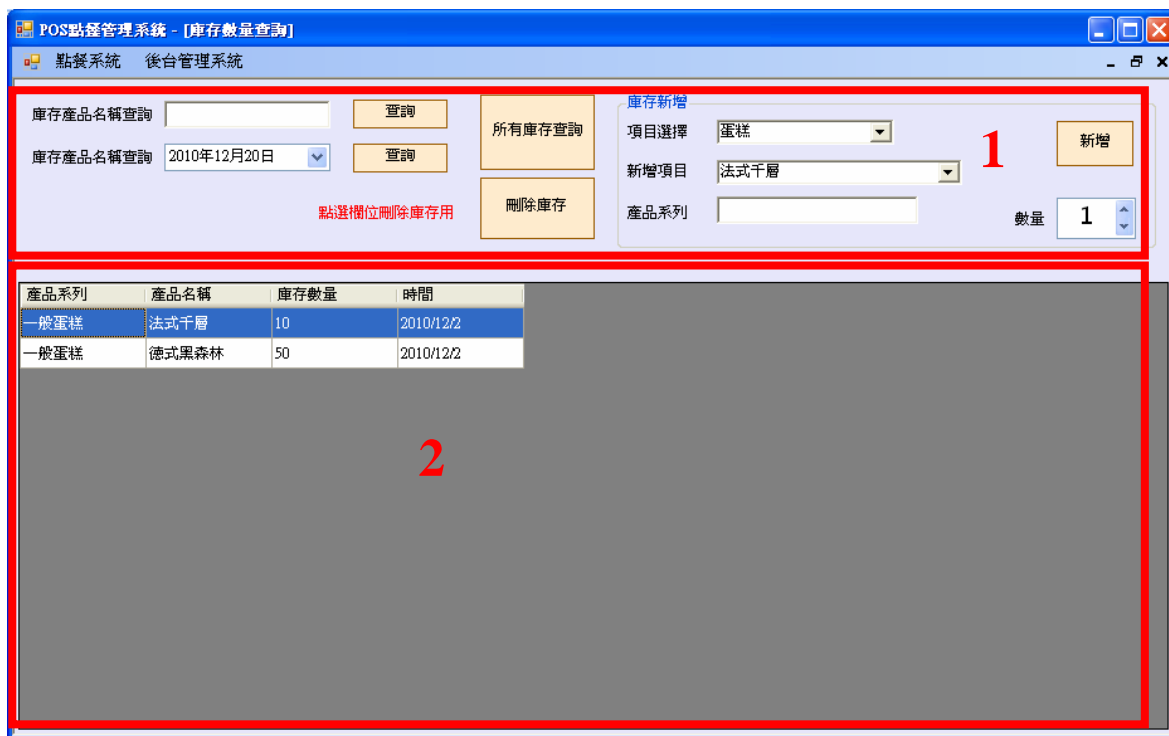 POS點餐管理系統 - [庫存數量查詢]
點餐系統 後台管理系統
庫存產品名稱查詢 查詢
庫存產品名稱查詢 2010年12月20日 查詢
點選欄位刪除庫存用
所有庫存查詢
刪除庫存
庫存新增
項目選擇 蛋糕
新增項目 法式千層
產品系列
1
新增
數量 1
產品系列 產品名稱 庫存數量 時間
一般蛋糕 法式千層 10 2010/12/2
一般蛋糕 德式黑森林 50 2010/12/2
2